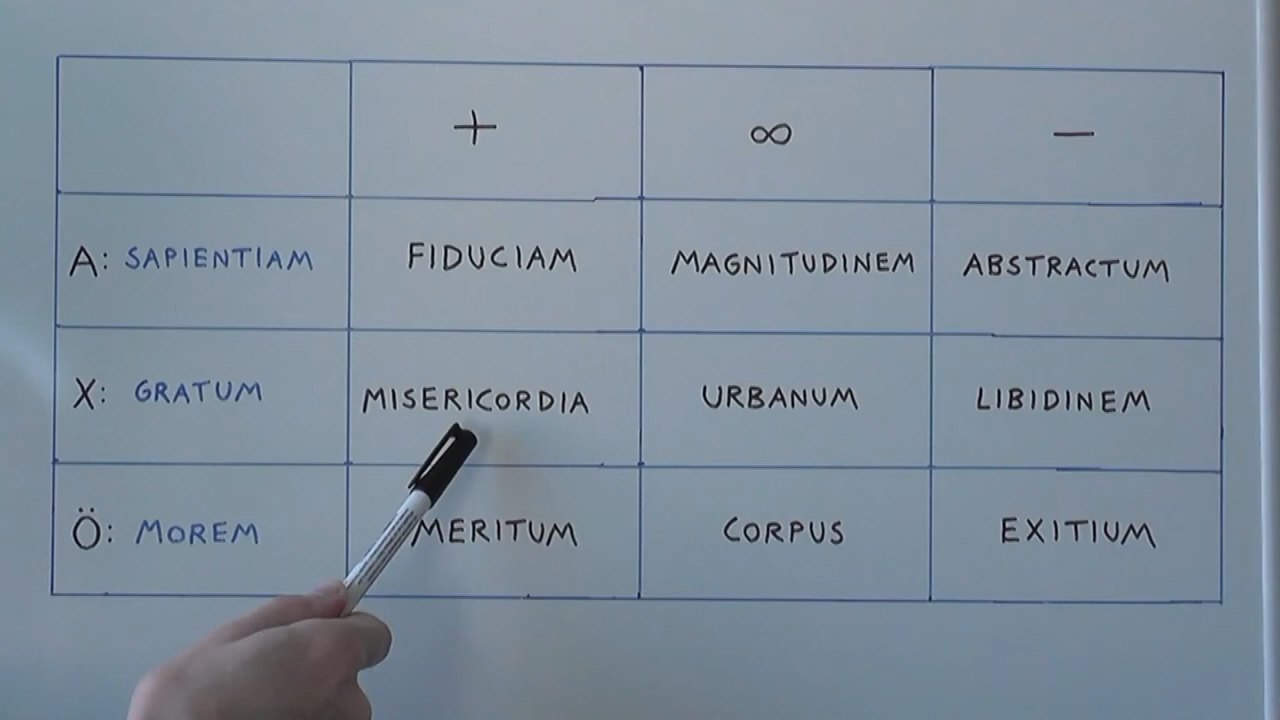 + ∞ —
A: SAPIENTIAM FIDUCIAM MAGNITUDINEM ABSTRACTUM
X: GRATUM MISERICORDIA URBANUM LIBIDINEM
Ö: MOREM MERITUM CORPUS EXITIUM